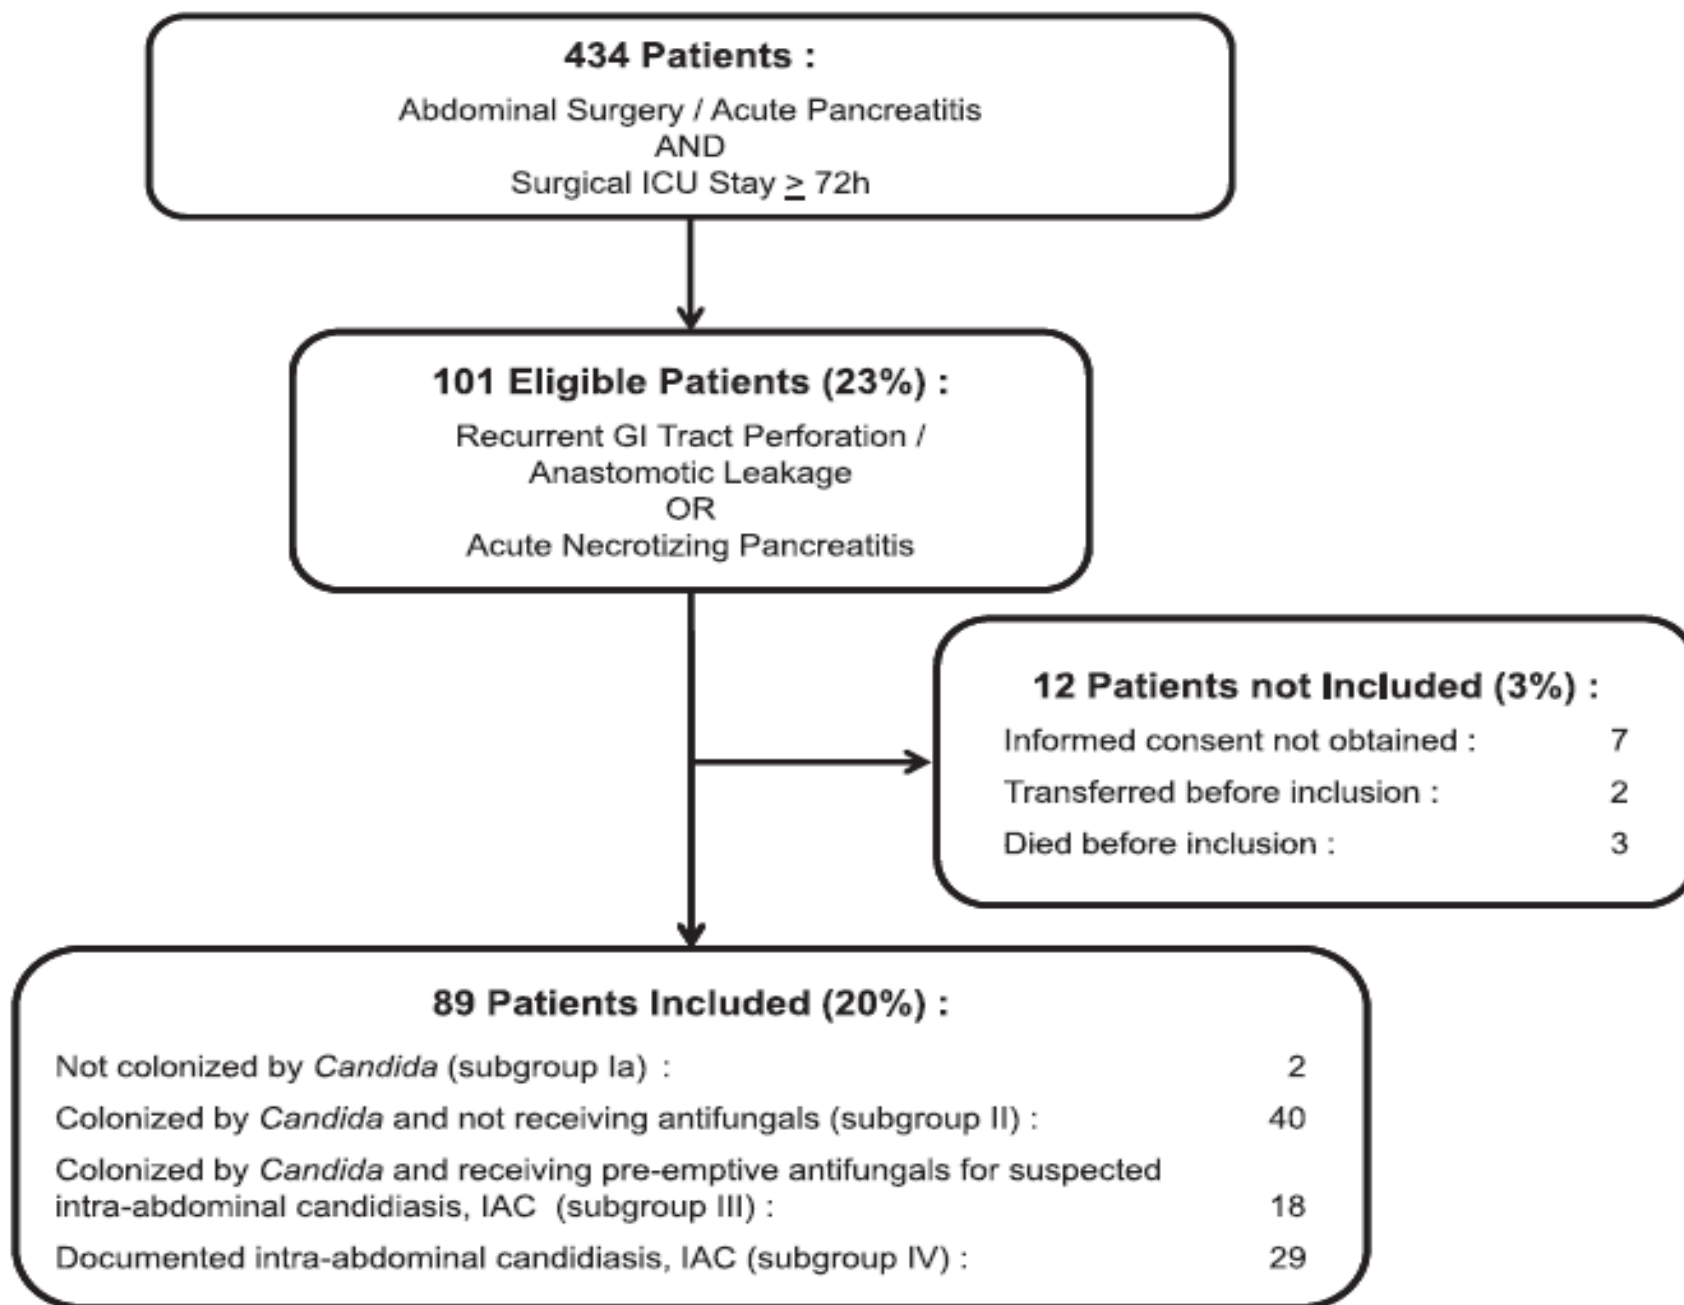 434 Patients :
Abdominal Surgery / Acute Pancreatitis
AND
Surgical ICU Stay ≥ 72h
101 Eligible Patients (23%) :
Recurrent GI Tract Perforation /
Anastomotic Leakage
OR
Acute Necrotizing Pancreatitis
12 Patients not Included (3%) :
Informed consent not obtained : 7
Transferred before inclusion : 2
Died before inclusion : 3
89 Patients Included (20%) :
Not colonized by Candida (subgroup Ia) : 2
Colonized by Candida and not receiving antifungals (subgroup II) : 40
Colonized by Candida and receiving pre-emptive antifungals for suspected
intra-abdominal candidiasis, IAC (subgroup III) : 18
Documented intra-abdominal candidiasis, IAC (subgroup IV) : 29